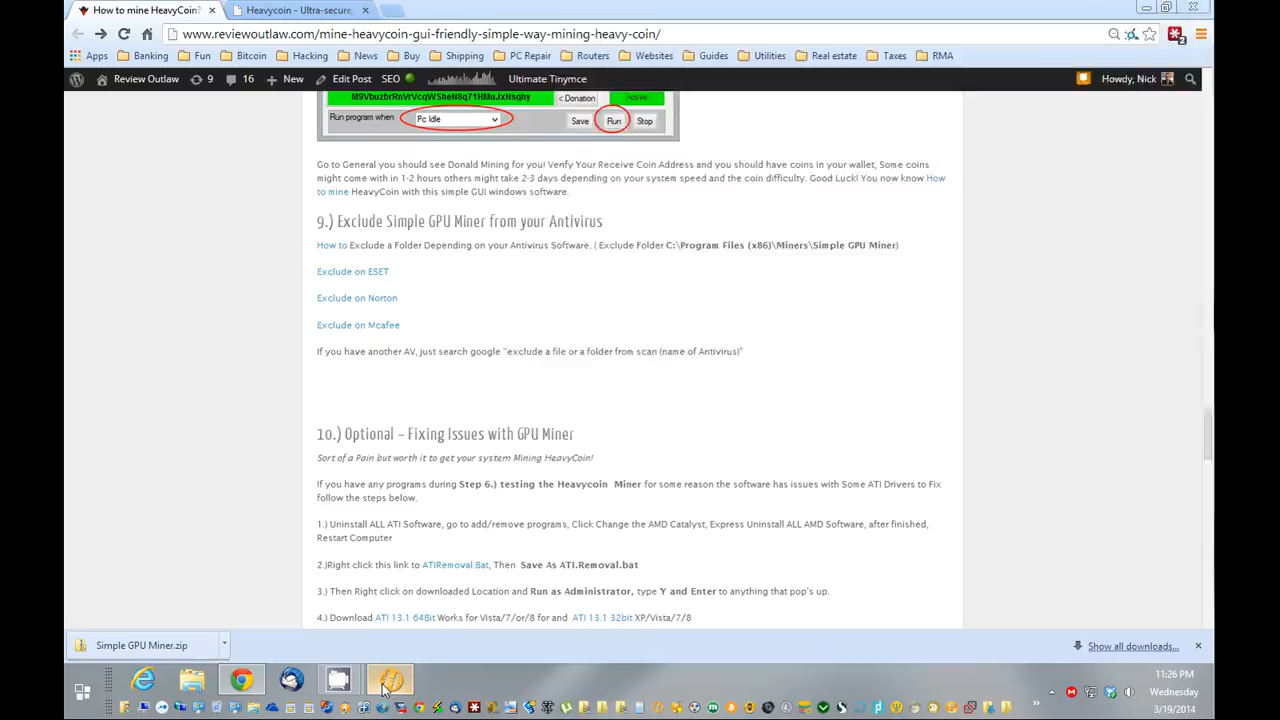 How to mine HeavyCoin?
Heavycoin - Ultra-secure,
www.reviewoutlaw.com/mine-heavycoin-gui-friendly-simple-way-mining-heavy-coin/
2
Apps Banking Fun Bitcoin Hacking News Buy Shipping PC Repair Routers Websites Guides Utilities Real estate Taxes RMA
Review Outlaw 9 16 New Edit Post SEO Ultimate Tinymce Howdy, Nick
< Donation Active
Run program when Pc Idle Save Run Stop
Go to General you should see Donald Mining for you! Verify Your Receive Coin Address and you should have coins in your wallet, Some coins
might come with in 1-2 hours others might take 2-3 days depending on your system speed and the coin difficulty. Good Luck! You now know How
to mine HeavyCoin with this simple GUI windows software.
9.) Exclude Simple GPU Miner from your Antivirus
How to Exclude a Folder Depending on your Antivirus Software. ( Exclude Folder C:\Program Files (x86)\Miners\Simple GPU Miner)
Exclude on ESET
Exclude on Norton
Exclude on Mcafee
If you have another AV, just search google "exclude a file or a folder from scan (name of Antivirus)"
10.) Optional – Fixing Issues with GPU Miner
Sort of a Pain but worth it to get your system Mining HeavyCoin!
If you have any programs during Step 6.) testing the Heavycoin Miner for some reason the software has issues with Some ATI Drivers to Fix
follow the steps below.
1.) Uninstall ALL ATI Software, go to add/remove programs, Click Change the AMD Catalyst, Express Uninstall ALL AMD Software, after finished,
Restart Computer
2.)Right click this link to ATIRemoval.Bat, Then Save As ATI.Removal.bat
3.) Then Right click on downloaded Location and Run as Administrator, type Y and Enter to anything that pop's up.
4.) Download ATI 13.1 64Bit Works for Vista/7/or/8 for and ATI 13.1 32bit XP/Vista/7/8
Simple GPU Miner.zip
Show all downloads...
11:26 PM
Wednesday
3/19/2014